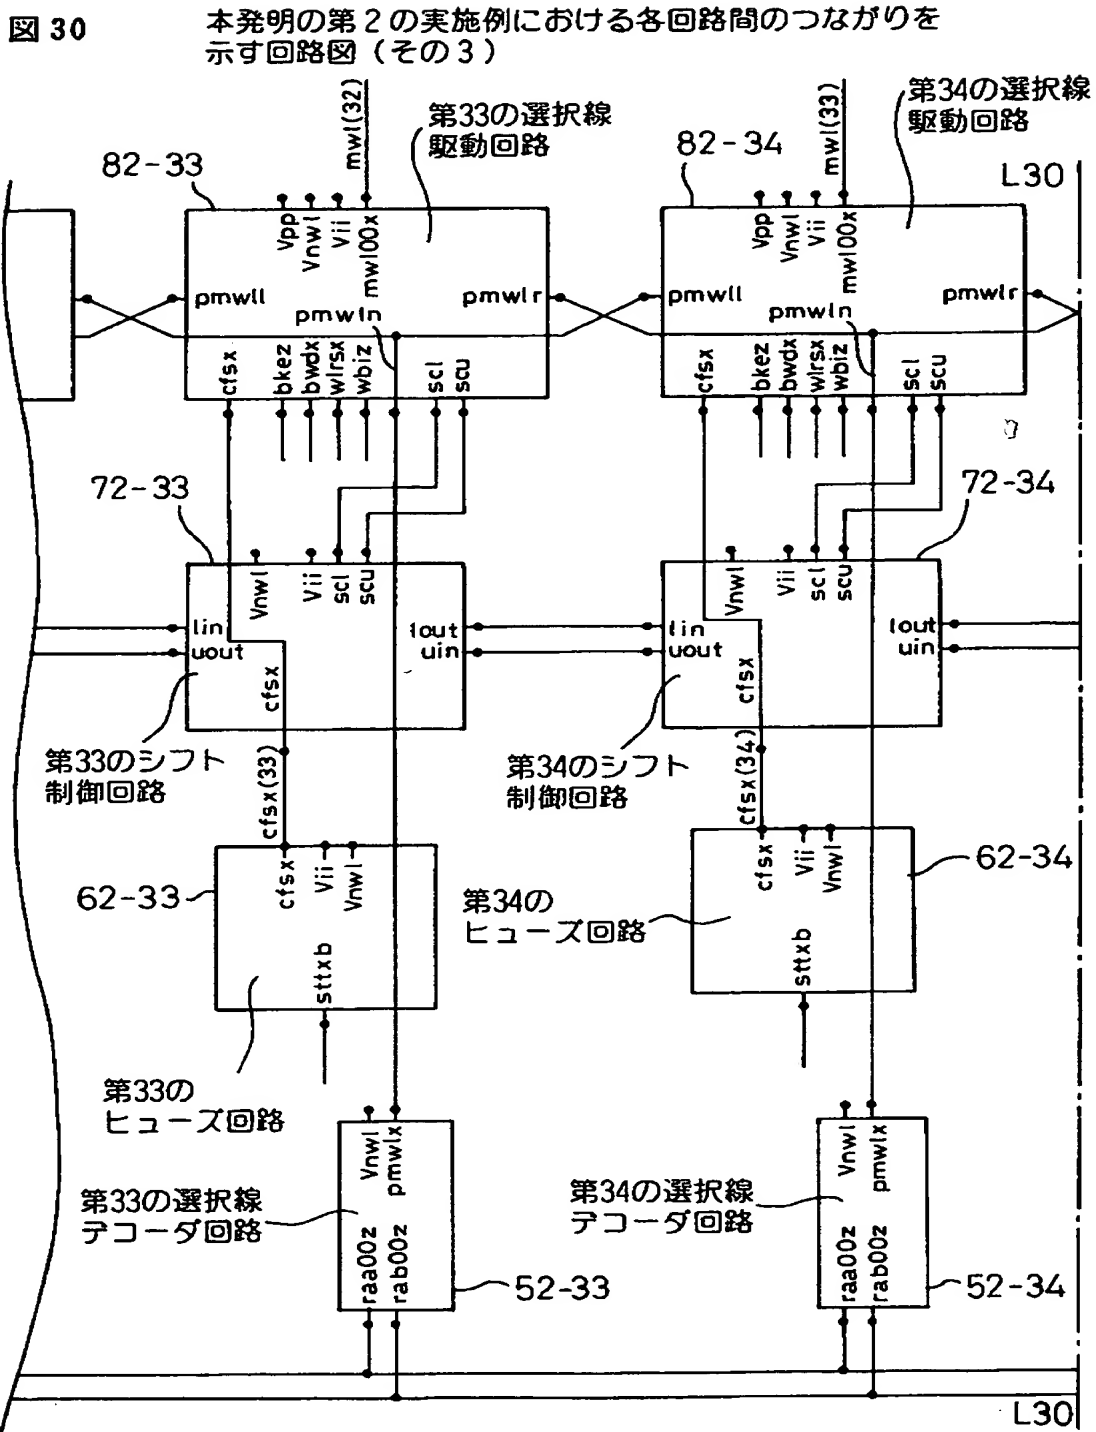 図30
本発明の第2の実施例における各回路間のつながりを
示す回路図(その3)
mwl(32)
第33の選択線
駆動回路
82-33
mwl(33)
第34の選択線
駆動回路
82-34
L30
Vpp
Vnwl
Vii
mwl00x
pmwll
pmwlr
pmwln
cfsx
bkez
bwdx
wlrsx
wbiz
scl
scu
Vpp
Vnwl
Vii
mwl00x
pmwll
pmwlr
pmwln
cfsx
bkez
bwdx
wlrsx
wbiz
scl
scu
72-33
72-34
Vnwl
Vii
scl
scu
lin
uout
lout
uin
cfsx
Vnwl
Vii
scl
scu
lin
uout
lout
uin
cfsx
第33のシフト
制御回路
cfsx(33)
第34のシフト
制御回路
cfsx(34)
62-33
cfsx
Vii
Vnwl
sttxb
第33の
ヒューズ回路
第34の
ヒューズ回路
cfsx
Vii
Vnwl
sttxb
62-34
第33の選択線
デコーダ回路
Vnwl
pmwlx
raa00z
rab00z
52-33
第34の選択線
デコーダ回路
Vnwl
pmwlx
raa00z
rab00z
52-34
L30